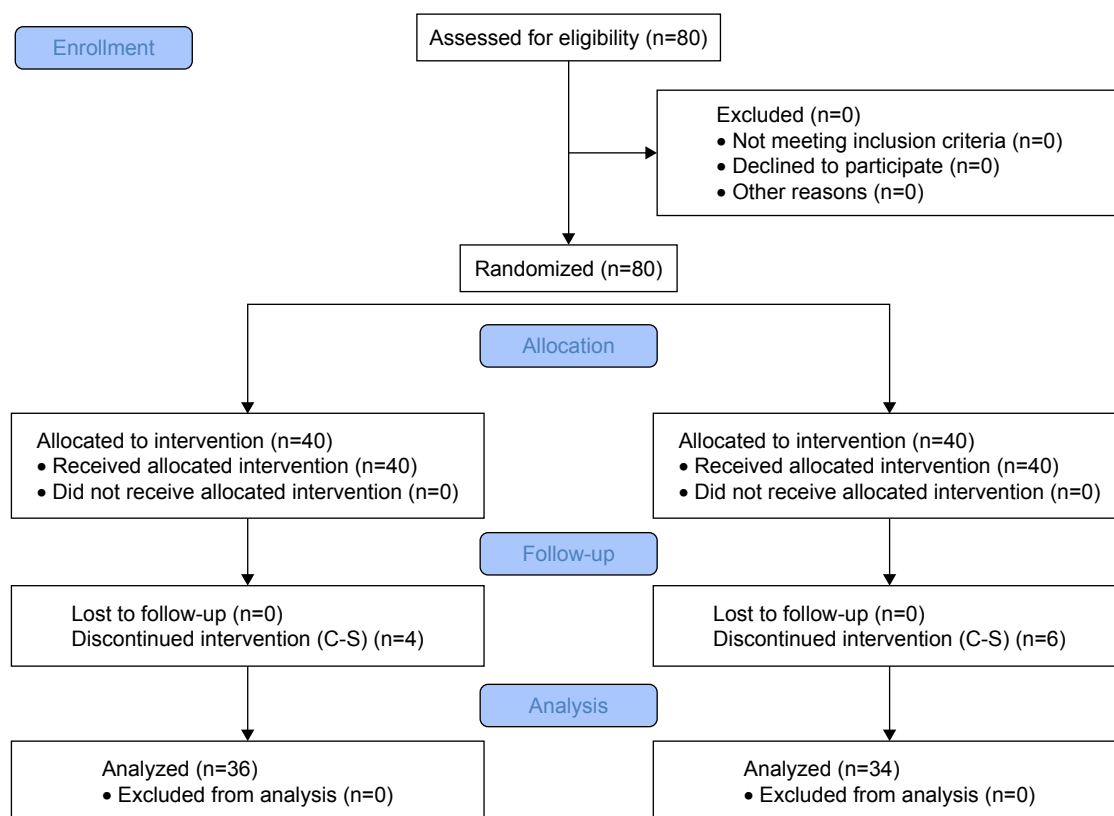 Enrollment
Assessed for eligibility (n=80)
Excluded (n=0)
• Not meeting inclusion criteria (n=0)
• Declined to participate (n=0)
• Other reasons (n=0)
Randomized (n=80)
Allocation
Allocated to intervention (n=40)
• Received allocated intervention (n=40)
• Did not receive allocated intervention (n=0)
Allocated to intervention (n=40)
• Received allocated intervention (n=40)
• Did not receive allocated intervention (n=0)
Follow-up
Lost to follow-up (n=0)
Discontinued intervention (C-S) (n=4)
Lost to follow-up (n=0)
Discontinued intervention (C-S) (n=6)
Analysis
Analyzed (n=36)
• Excluded from analysis (n=0)
Analyzed (n=34)
• Excluded from analysis (n=0)